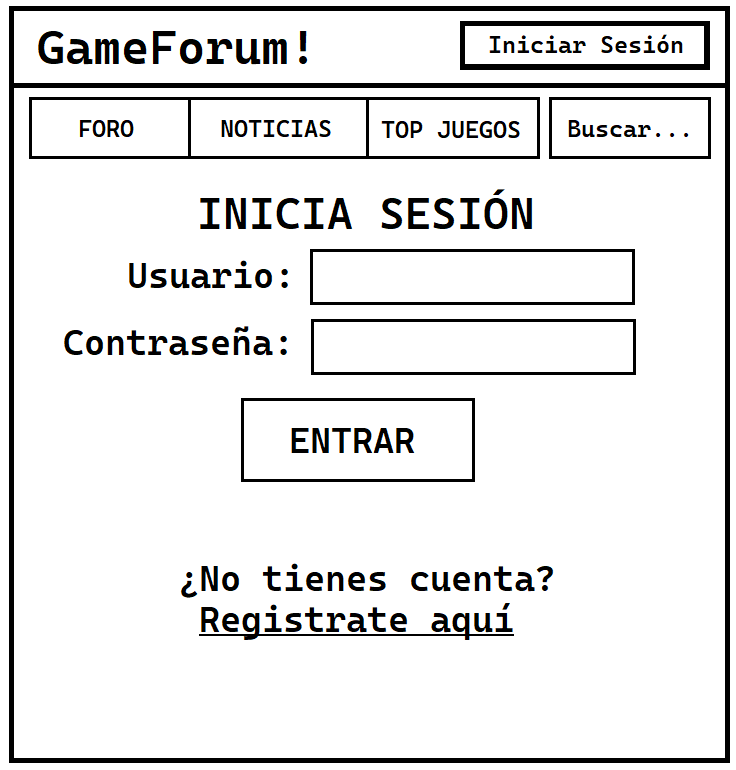 GameForum!
Iniciar Sesión
FORO
NOTICIAS
TOP JUEGOS
Buscar...
INICIA SESIÓN
Usuario:
Contraseña:
ENTRAR
¿No tienes cuenta?
Registrate aquí